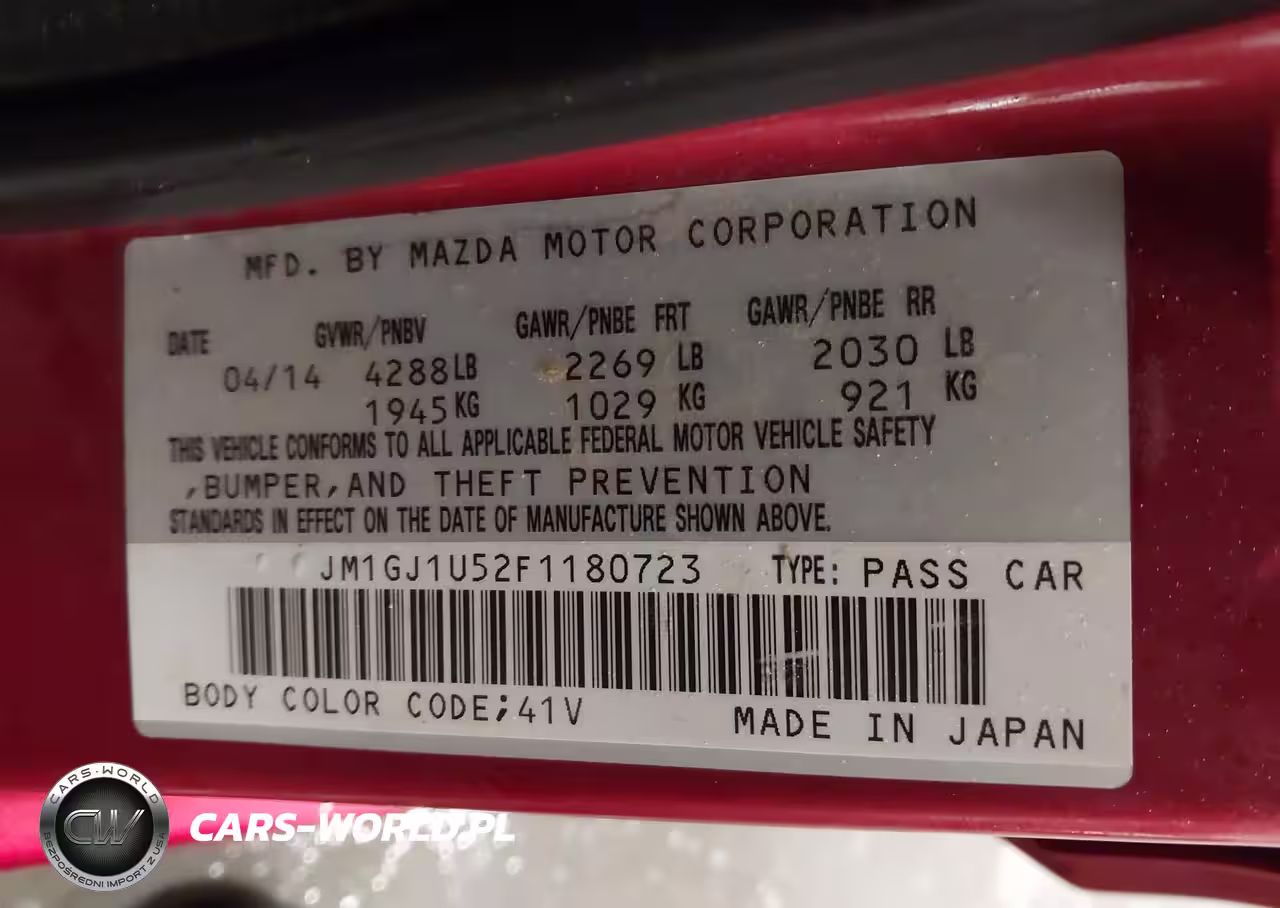 MFD. BY MAZDA MOTOR CORPORATION
DATE GVWR/PNBV GAWR/PNBE FRT GAWR/PNBE RR
04/14 4288LB 2269 LB 2030 LB
1945KG 1029 KG 921 KG
THIS VEHICLE CONFORMS TO ALL APPLICABLE FEDERAL MOTOR VEHICLE SAFETY
,BUMPER,AND THEFT PREVENTION
STANDARDS IN EFFECT ON THE DATE OF MANUFACTURE SHOWN ABOVE.
JM1GJ1U52F1180723 TYPE: PASS CAR
BODY COLOR CODE;41V MADE IN JAPAN
CARS-WORLD
CW
BEZPOŚREDNI IMPORT Z USA
CARS-WORLD.PL